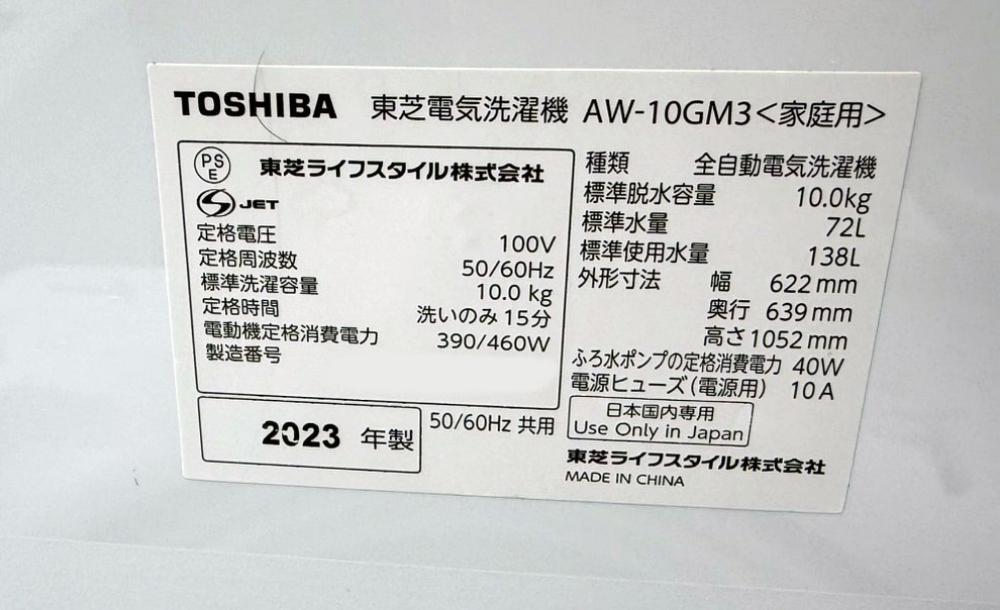 TOSHIBA 東芝電気洗濯機 AW-10GM3<家庭用>
PS
E
東芝ライフスタイル株式会社
S JET
定格電圧 100V
定格周波数 50/60Hz
標準洗濯容量 10.0 kg
定格時間 洗いのみ 15分
電動機定格消費電力 390/460W
製造番号
2023 年製
50/60Hz 共用
種類 全自動電気洗濯機
標準脱水容量 10.0kg
標準水量 72L
標準使用水量 138L
外形寸法 幅 622 mm
奥行 639 mm
高さ 1052 mm
ふろ水ポンプの定格消費電力 40W
電源ヒューズ(電源用) 10A
日本国内専用
Use Only in Japan
東芝ライフスタイル株式会社
MADE IN CHINA